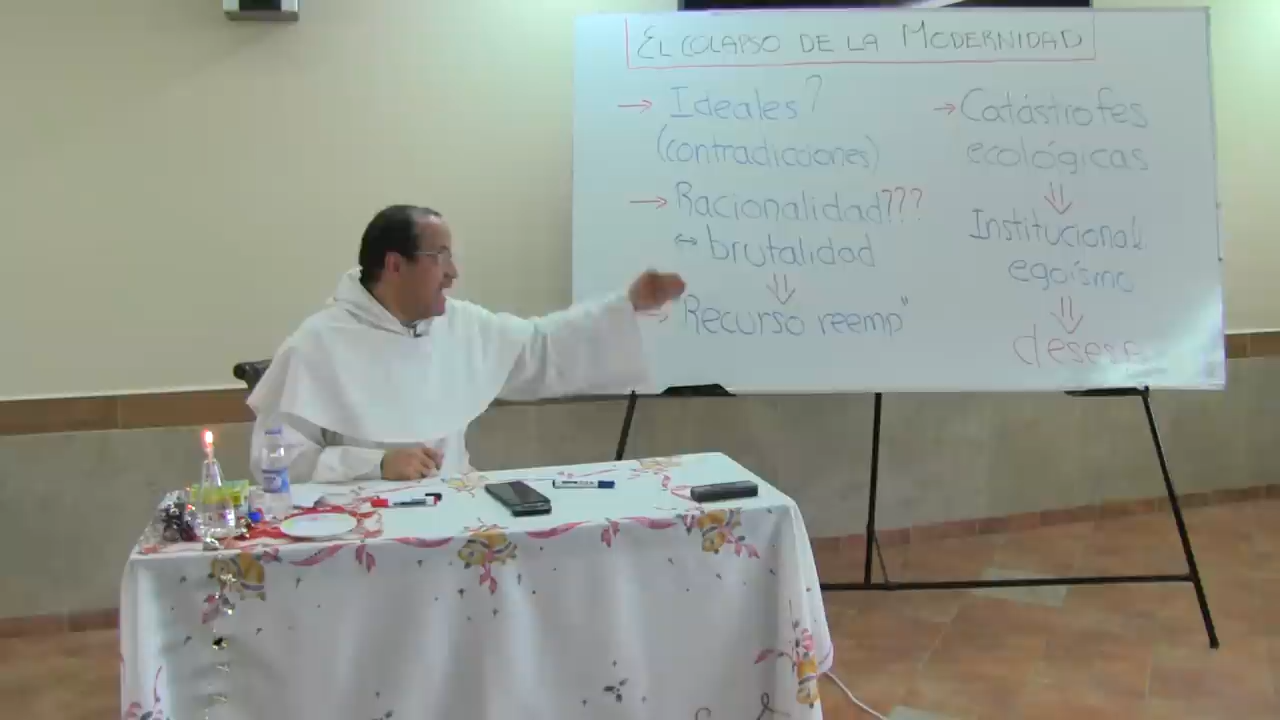 EL COLAPSO DE LA MODERNIDAD
→ Ideales?
(contradicciones)
→ Racionalidad???
↔ brutalidad
⇓
→ Recurso reemp"
→ Catástrofes
ecológicas
⇓
Institucional.
egoísmo
⇓